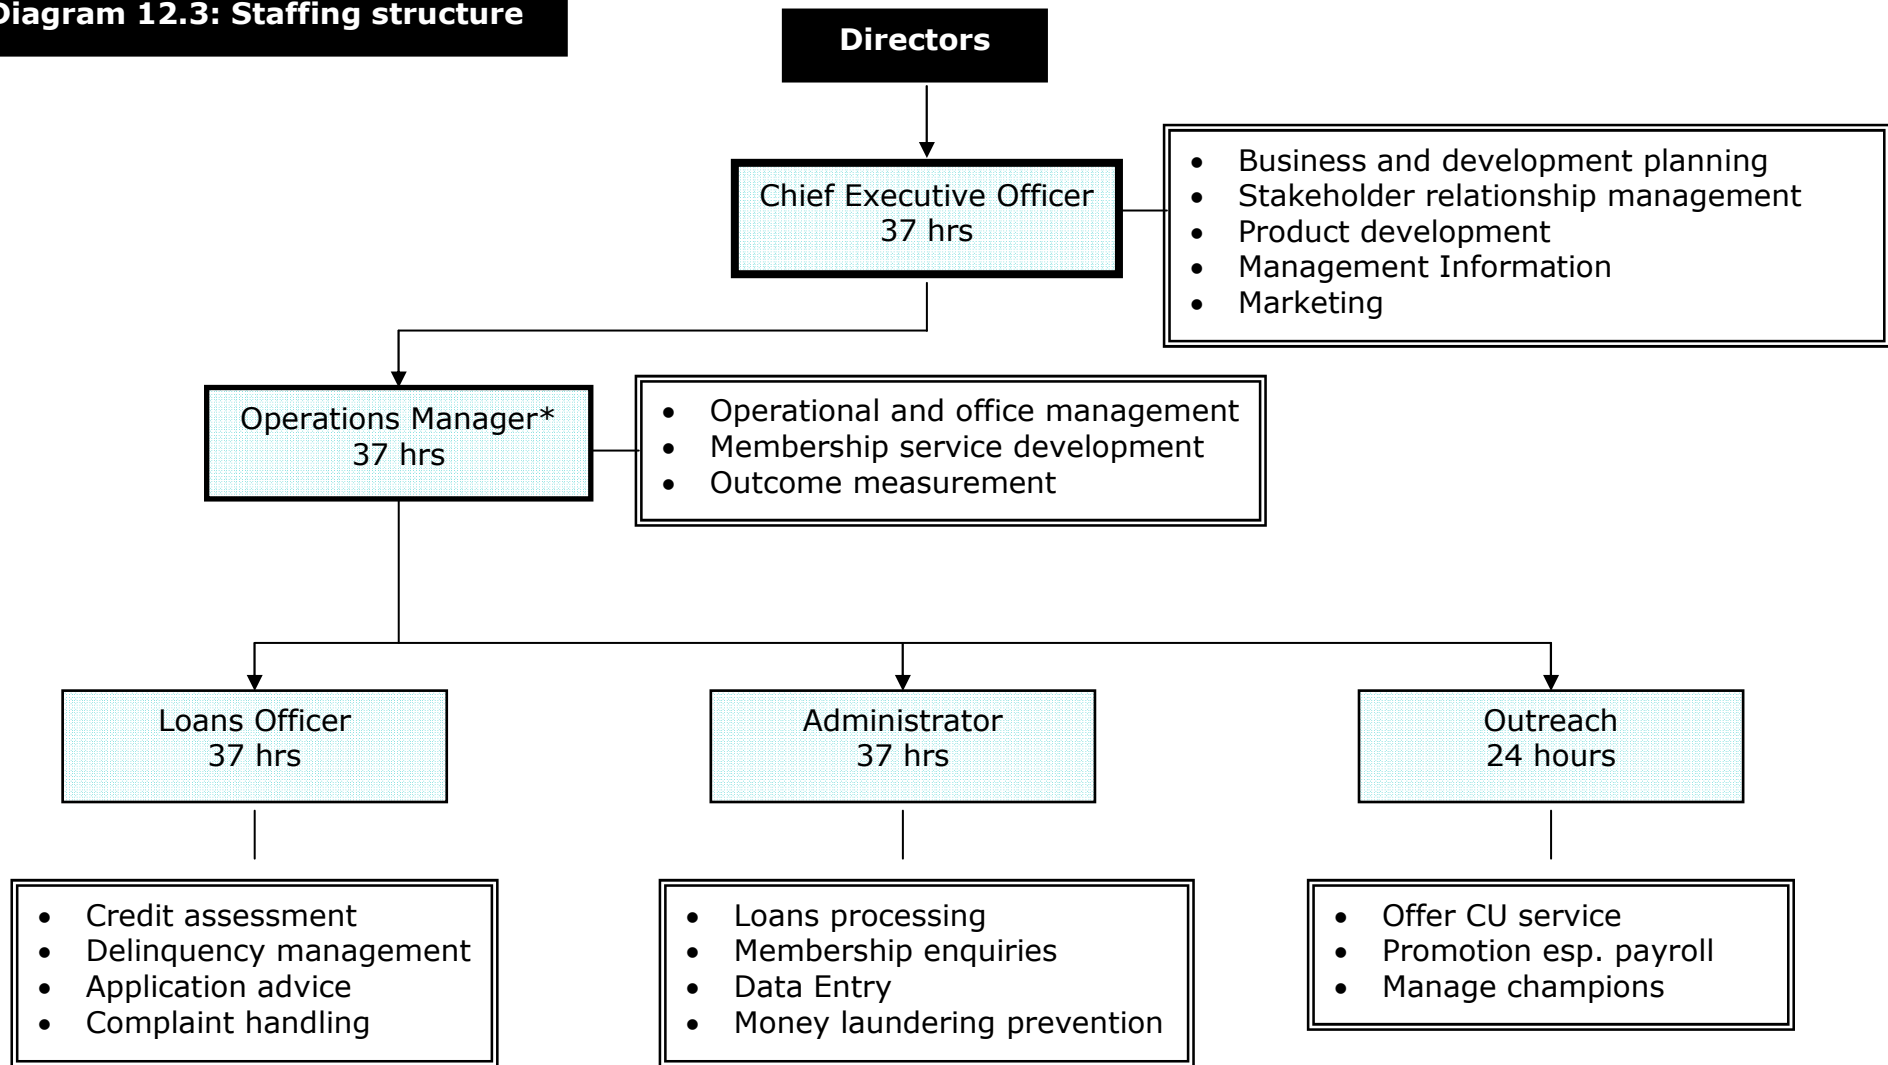 Diagram 12.3: Staffing structure
Directors
Chief Executive Officer
37 hrs
• Business and development planning
• Stakeholder relationship management
• Product development
• Management Information
• Marketing
Operations Manager*
37 hrs
• Operational and office management
• Membership service development
• Outcome measurement
Loans Officer
37 hrs
Administrator
37 hrs
Outreach
24 hours
• Credit assessment
• Delinquency management
• Application advice
• Complaint handling
• Loans processing
• Membership enquiries
• Data Entry
• Money laundering prevention
• Offer CU service
• Promotion esp. payroll
• Manage champions